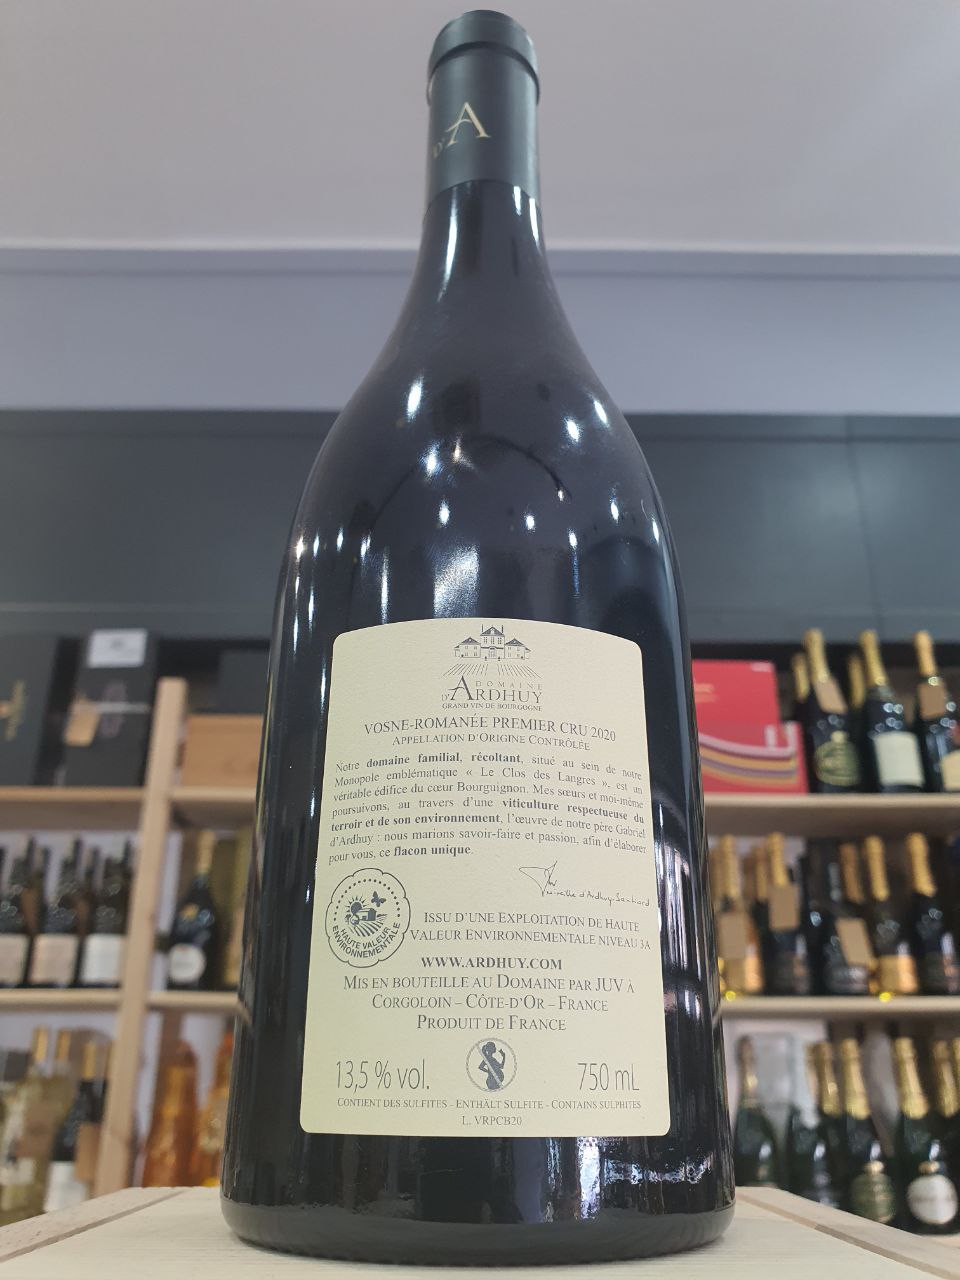 D'A
DOMAINE
D'ARDHUY
GRAND VIN DE BOURGOGNE
VOSNE-ROMANÉE PREMIER CRU 2020
APPELLATION D'ORIGINE CONTRÔLÉE
Notre domaine familial, récoltant, situé au sein de notre
Monopole emblématique « Le Clos des Langres », est un
véritable édifice du cœur Bourguignon. Mes sœurs et moi-même
poursuivons, au travers d'une viticulture respectueuse du
terroir et de son environnement, l'œuvre de notre père Gabriel
d'Ardhuy : nous marions savoir-faire et passion, afin d'élaborer
pour vous, ce flacon unique.
HAUTE VALEUR
ENVIRONNEMENTALE
ISSU D'UNE EXPLOITATION DE HAUTE
VALEUR ENVIRONNEMENTALE NIVEAU 3A
WWW.ARDHUY.COM
MIS EN BOUTEILLE AU DOMAINE PAR JUV À
CORGOLOIN – CÔTE-D'OR – FRANCE
PRODUIT DE FRANCE
13,5 % vol.
750 mL
CONTIENT DES SULFITES - ENTHÄLT SULFITE - CONTAINS SULPHITES
L. VRPCB20